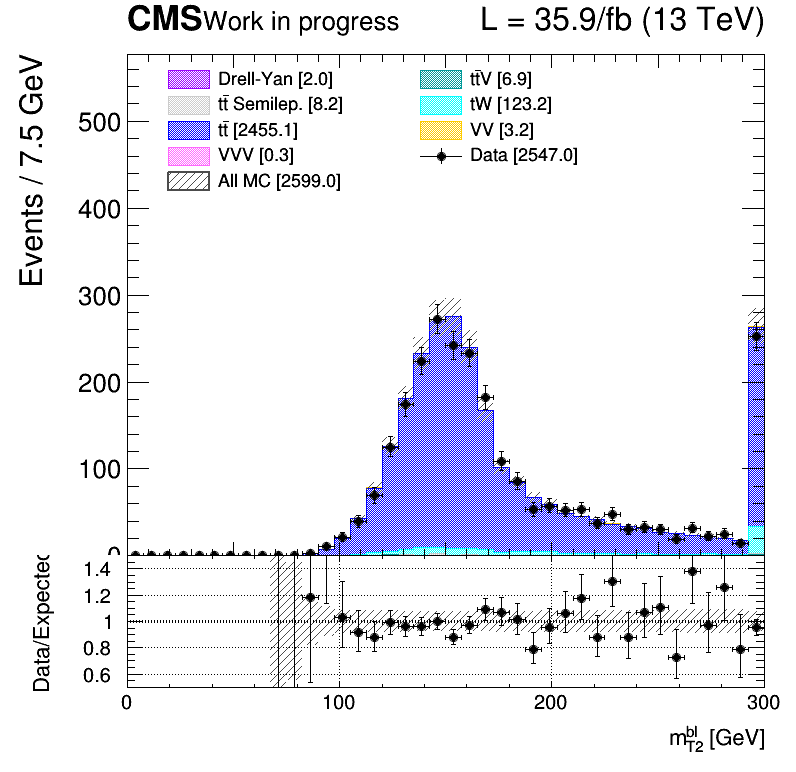 CMS Work in progress L = 35.9/fb (13 TeV)
Events / 7.5 GeV
Drell-Yan [2.0]
tt̄V [6.9]
tt̄ Semilep. [8.2]
tW [123.2]
tt̄ [2455.1]
VV [3.2]
VVV [0.3]
Data [2547.0]
All MC [2599.0]
500
400
300
200
100
0
Data/Expected
1.4
1.2
1
0.8
0.6
0 100 200 300
m^{bl}_{T2} [GeV]